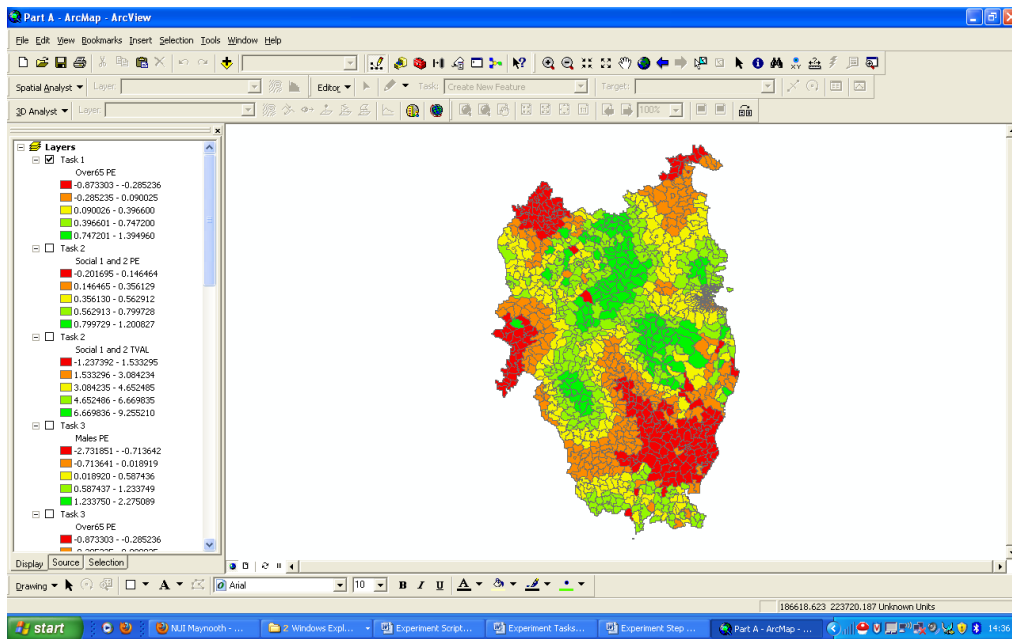 Part A - ArcMap - ArcView
File Edit View Bookmarks Insert Selection Tools Window Help
Spatial Analyst Layer: Editor Task: Create New Feature Target:
3D Analyst Layer: 100%
Layers
Task 1
Over65 PE
-0.873303 - -0.285236
-0.285235 - 0.090025
0.090026 - 0.396600
0.396601 - 0.747200
0.747201 - 1.394960
Task 2
Social 1 and 2 PE
-0.201695 - 0.146464
0.146465 - 0.356129
0.356130 - 0.562912
0.562913 - 0.799728
0.799729 - 1.200827
Task 2
Social 1 and 2 TVAL
-1.237392 - 1.533295
1.533296 - 3.084234
3.084235 - 4.652485
4.652486 - 6.669835
6.669836 - 9.255210
Task 3
Males PE
-2.731851 - -0.713642
-0.713641 - 0.018919
0.018920 - 0.587436
0.587437 - 1.233749
1.233750 - 2.275089
Task 3
Over65 PE
-0.873303 - -0.285236
Display Source Selection
Drawing A Arial 10 B I U A
186618.623 223720.187 Unknown Units
start NUI Maynooth - ... 2 Windows Expl... Experiment Script... Experiment Tasks... Experiment Step ... Part A - ArcMap - ... 14:36